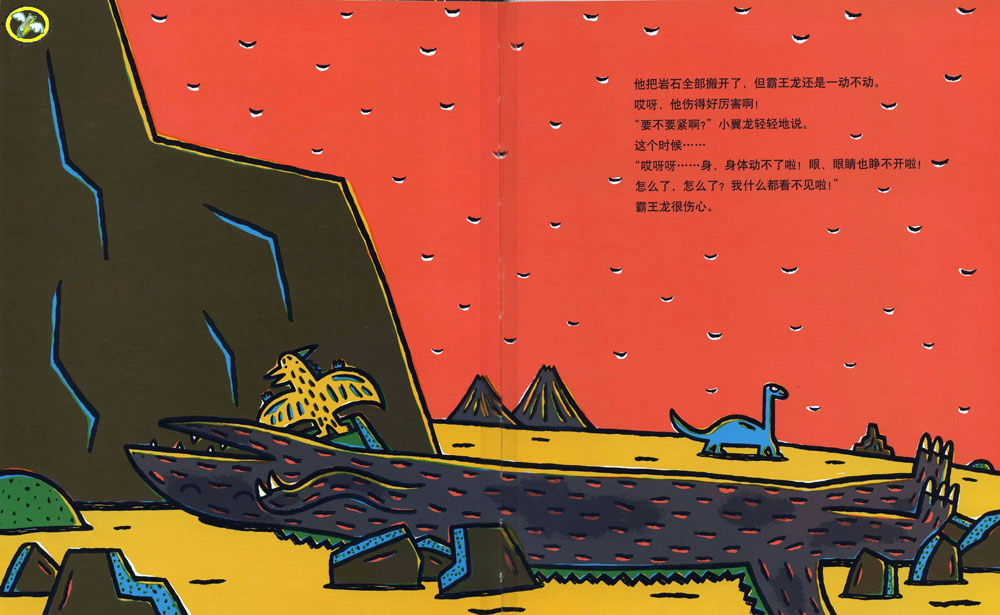 他把岩石全部搬开了，但霸王龙还是一动不动。
哎呀，他伤得好厉害啊！
“要不要紧啊？”小翼龙轻轻地说。
这个时候……
“哎呀呀……身、身体动不了啦！眼、眼睛也睁不开啦！
怎么了，怎么了？我什么都看不见啦！”
霸王龙很伤心。